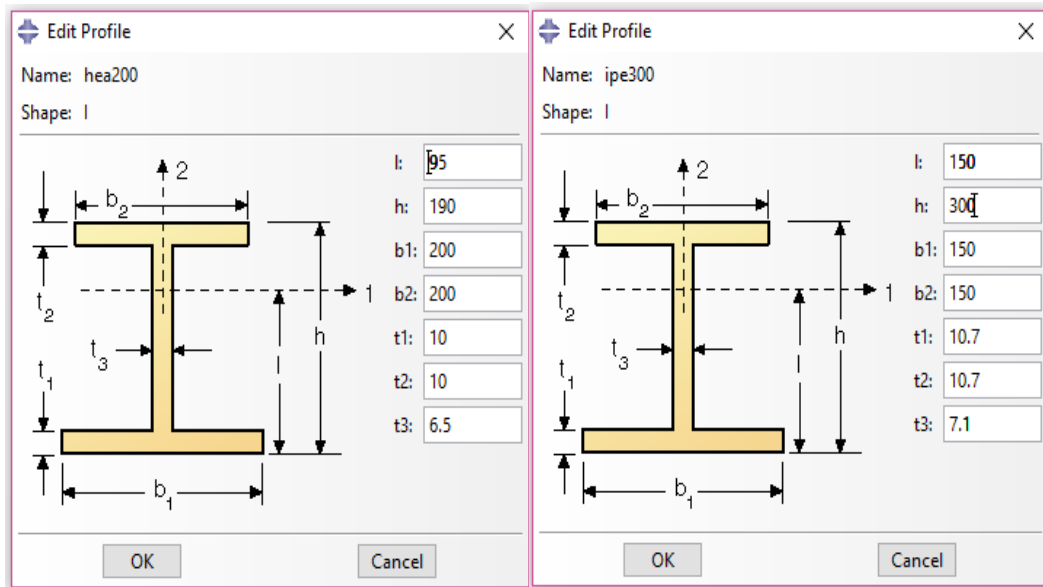 Edit Profile
Name: hea200
Shape: I
2
b2
t2
1
h
t3
l
t1
b1
l: 95
h: 190
b1: 200
b2: 200
t1: 10
t2: 10
t3: 6.5
OK
Cancel
Edit Profile
Name: ipe300
Shape: I
2
b2
t2
1
h
t3
l
t1
b1
l: 150
h: 300
b1: 150
b2: 150
t1: 10.7
t2: 10.7
t3: 7.1
OK
Cancel